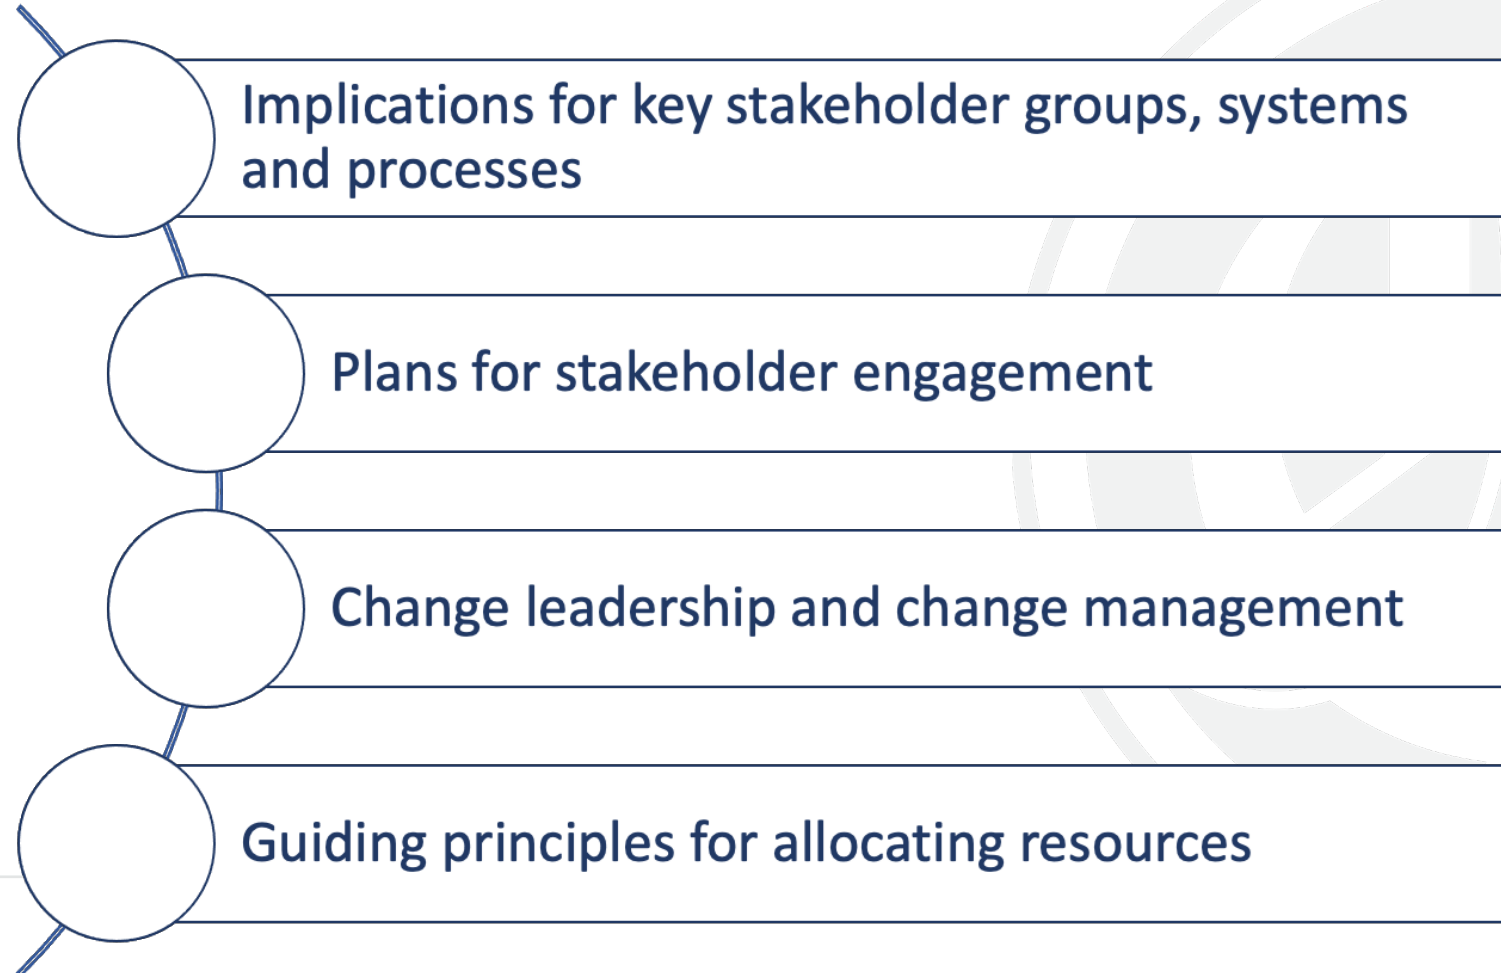 Implications for key stakeholder groups, systems
and processes
Plans for stakeholder engagement
Change leadership and change management
Guiding principles for allocating resources